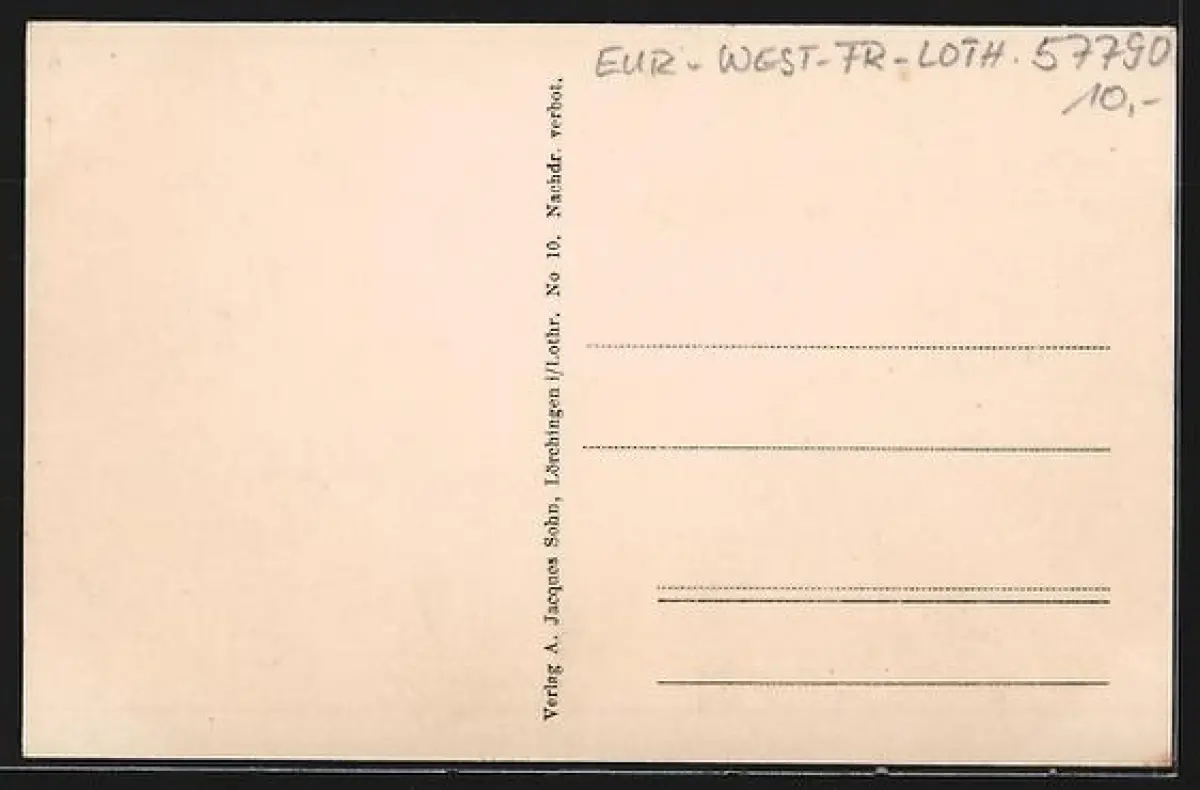 EUR - WEST - FR - LOTH. 57790
10,-
Verlag A. Jacques Sohn, Lörchingen i/Lothr. No 10. Nachdr. verbot.